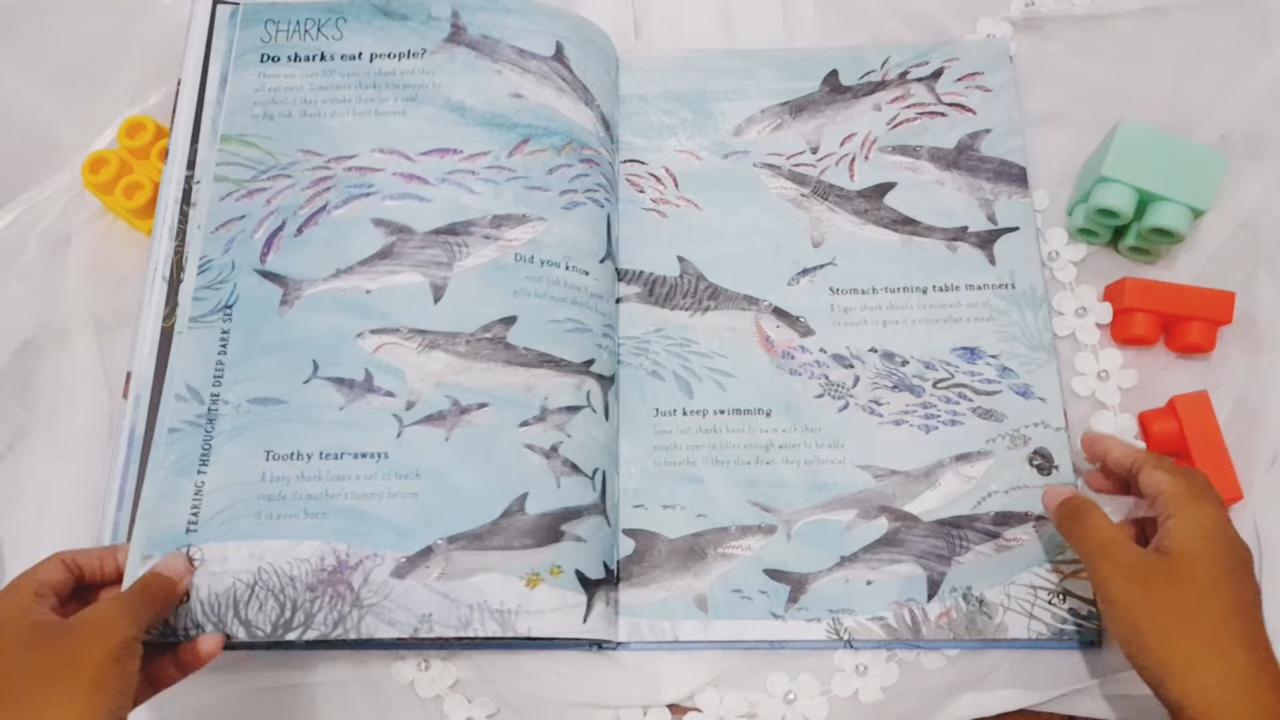 SHARKS
Do sharks eat people?
There are over 500 types of shark and they
all eat meat. Sometimes sharks bite people by
accident if they mistake them for a seal
or big fish. Sharks don't hunt humans.
Did you know...
most fish have
gills but most sharks
TEARING THROUGH THE DEEP DARK SEA
Toothy tear-aways
A baby shark loses a set of teeth
inside its mother's tummy before
it is even born.
Stomach-turning table manners
A tiger shark shoots its stomach out of
its mouth to give it a rinse after a meal.
Just keep swimming
Some fast sharks have to swim with their
mouths open to filter enough water to be able
to breathe. If they slow down, they suffocate!
29